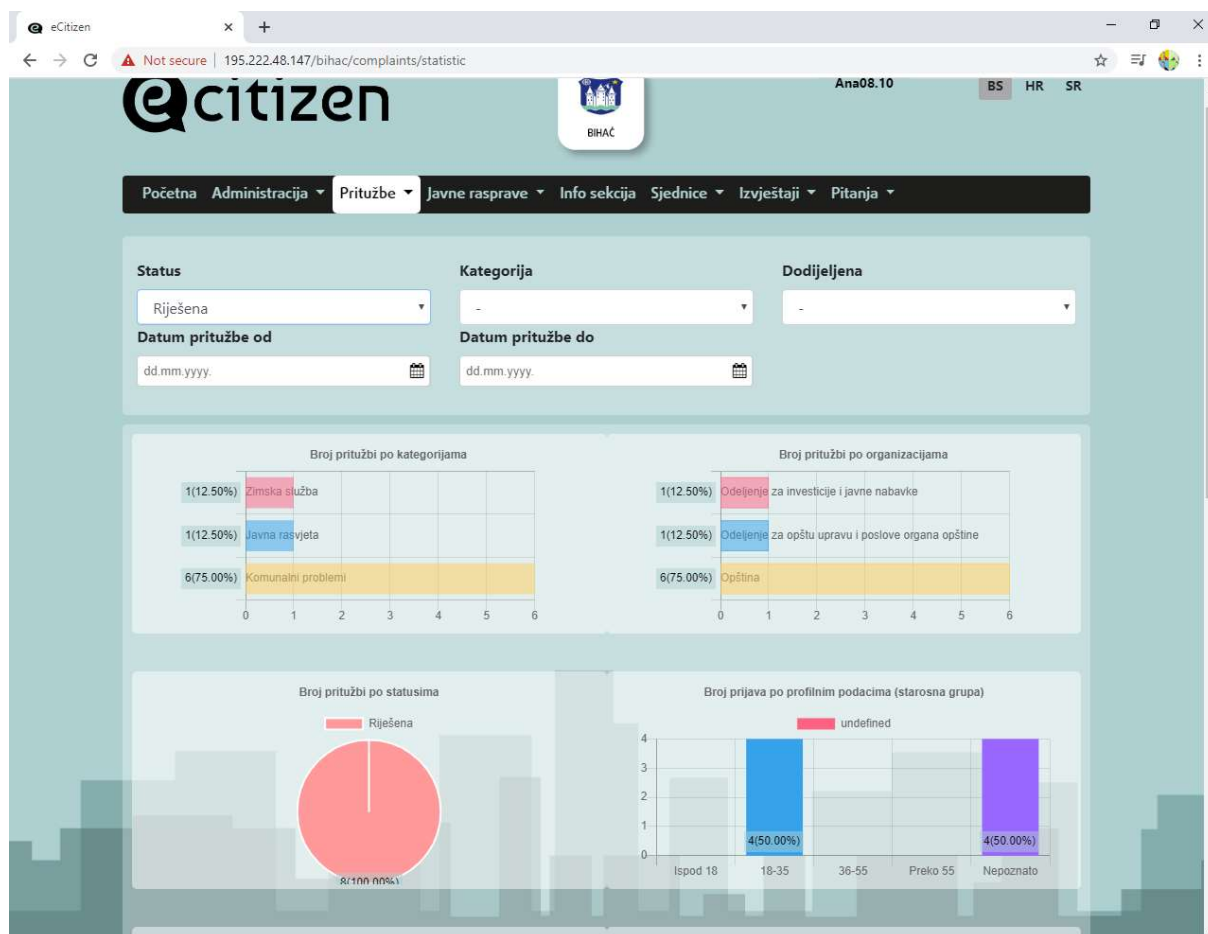 eCitizen
Not secure | 195.222.48.147/bihac/complaints/statistic
ecitizen
BIHAĆ
Ana08.10
BS HR SR
Početna Administracija Pritužbe Javne rasprave Info sekcija Sjednice Izvještaji Pitanja
Status Kategorija Dodijeljena
Riješena - -
Datum pritužbe od Datum pritužbe do
dd.mm.yyyy. dd.mm.yyyy.
Broj pritužbi po kategorijama
1(12.50%) Zimska služba
1(12.50%) Javna rasvjeta
6(75.00%) Komunalni problemi
0 1 2 3 4 5 6
Broj pritužbi po organizacijama
1(12.50%) Odeljenje za investicije i javne nabavke
1(12.50%) Odeljenje za opštu upravu i poslove organa opštine
6(75.00%) Opština
0 1 2 3 4 5 6
Broj pritužbi po statusima
Riješena
8(100.00%)
Broj prijava po profilnim podacima (starosna grupa)
undefined
4
3
2
1
0
4(50.00%) 4(50.00%)
Ispod 18 18-35 36-55 Preko 55 Nepoznato